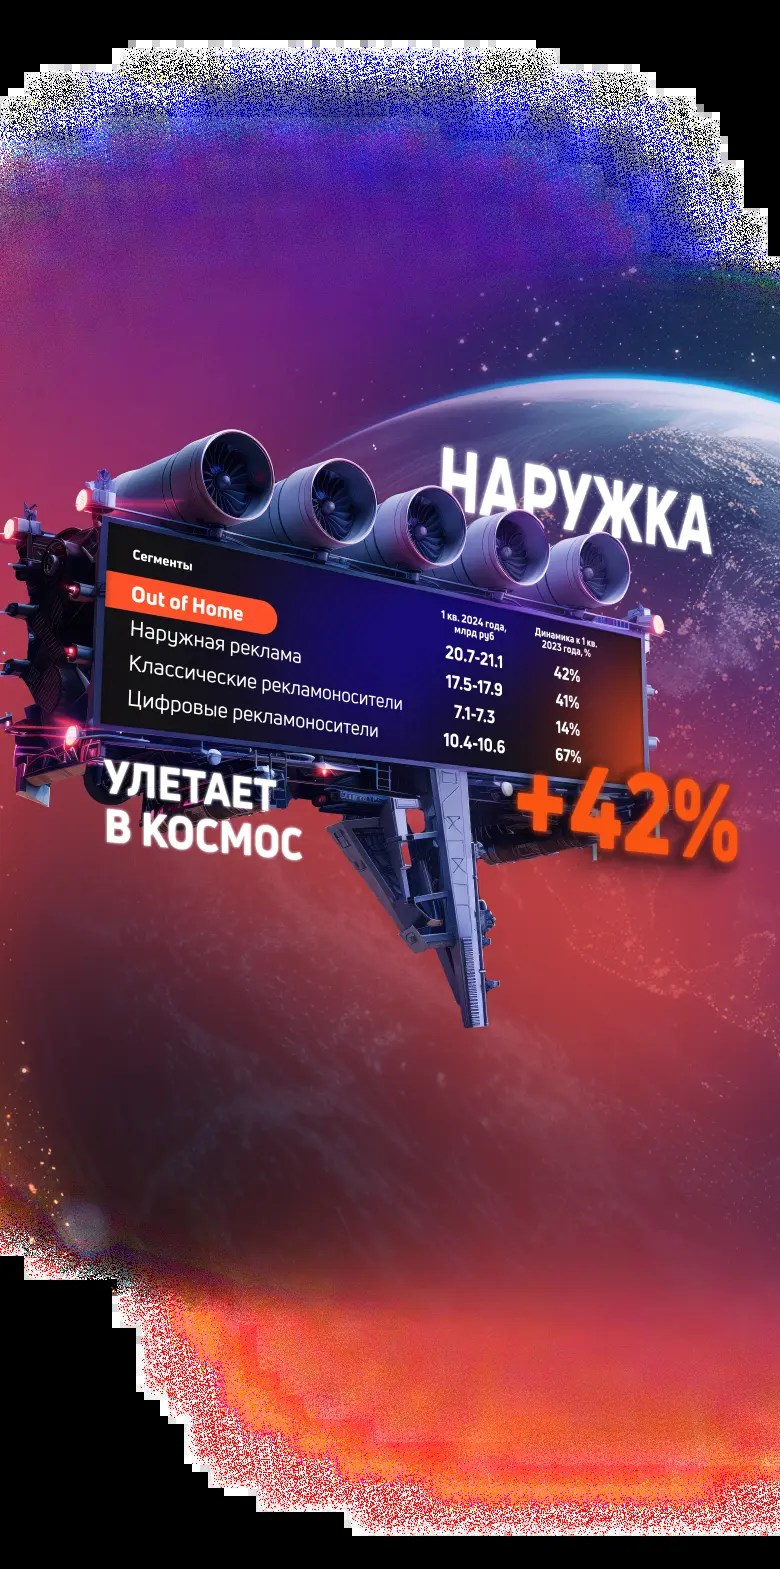 НАРУЖКА
Сегменты
1 кв. 2024 года,
млрд руб
Динамика к 1 кв.
2023 года, %
Out of Home 20.7-21.1 42%
Наружная реклама 17.5-17.9 41%
Классические рекламоносители 7.1-7.3 14%
Цифровые рекламоносители 10.4-10.6 67%
УЛЕТАЕТ
В КОСМОС
+42%